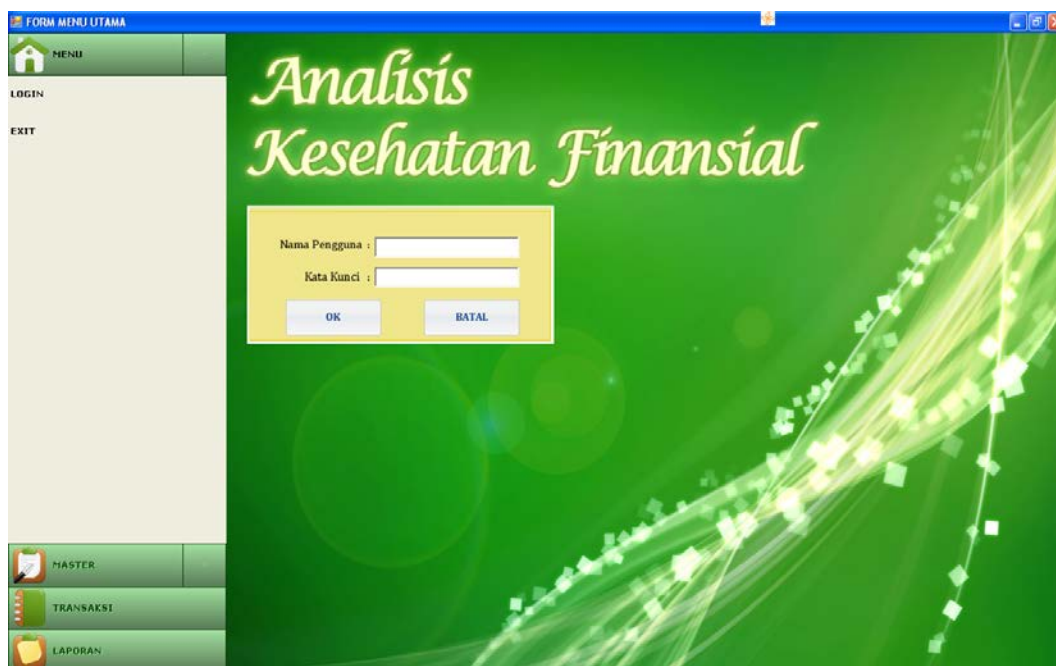 FORM MENU UTAMA
MENU
LOGIN
EXIT
Analisis
Kesehatan Finansial
Nama Pengguna :
Kata Kunci :
OK BATAL
MASTER
TRANSAKSI
LAPORAN